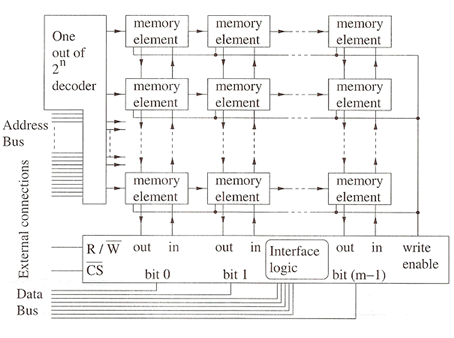 One
out of
2ⁿ
decoder
memory
element
memory
element
memory
element
memory
element
memory
element
memory
element
Address
Bus
memory
element
memory
element
memory
element
External connections
R / W̅
out in
out in
Interface
logic
out in
write
enable
C̅S̅
bit 0
bit 1
bit (m−1)
Data
Bus